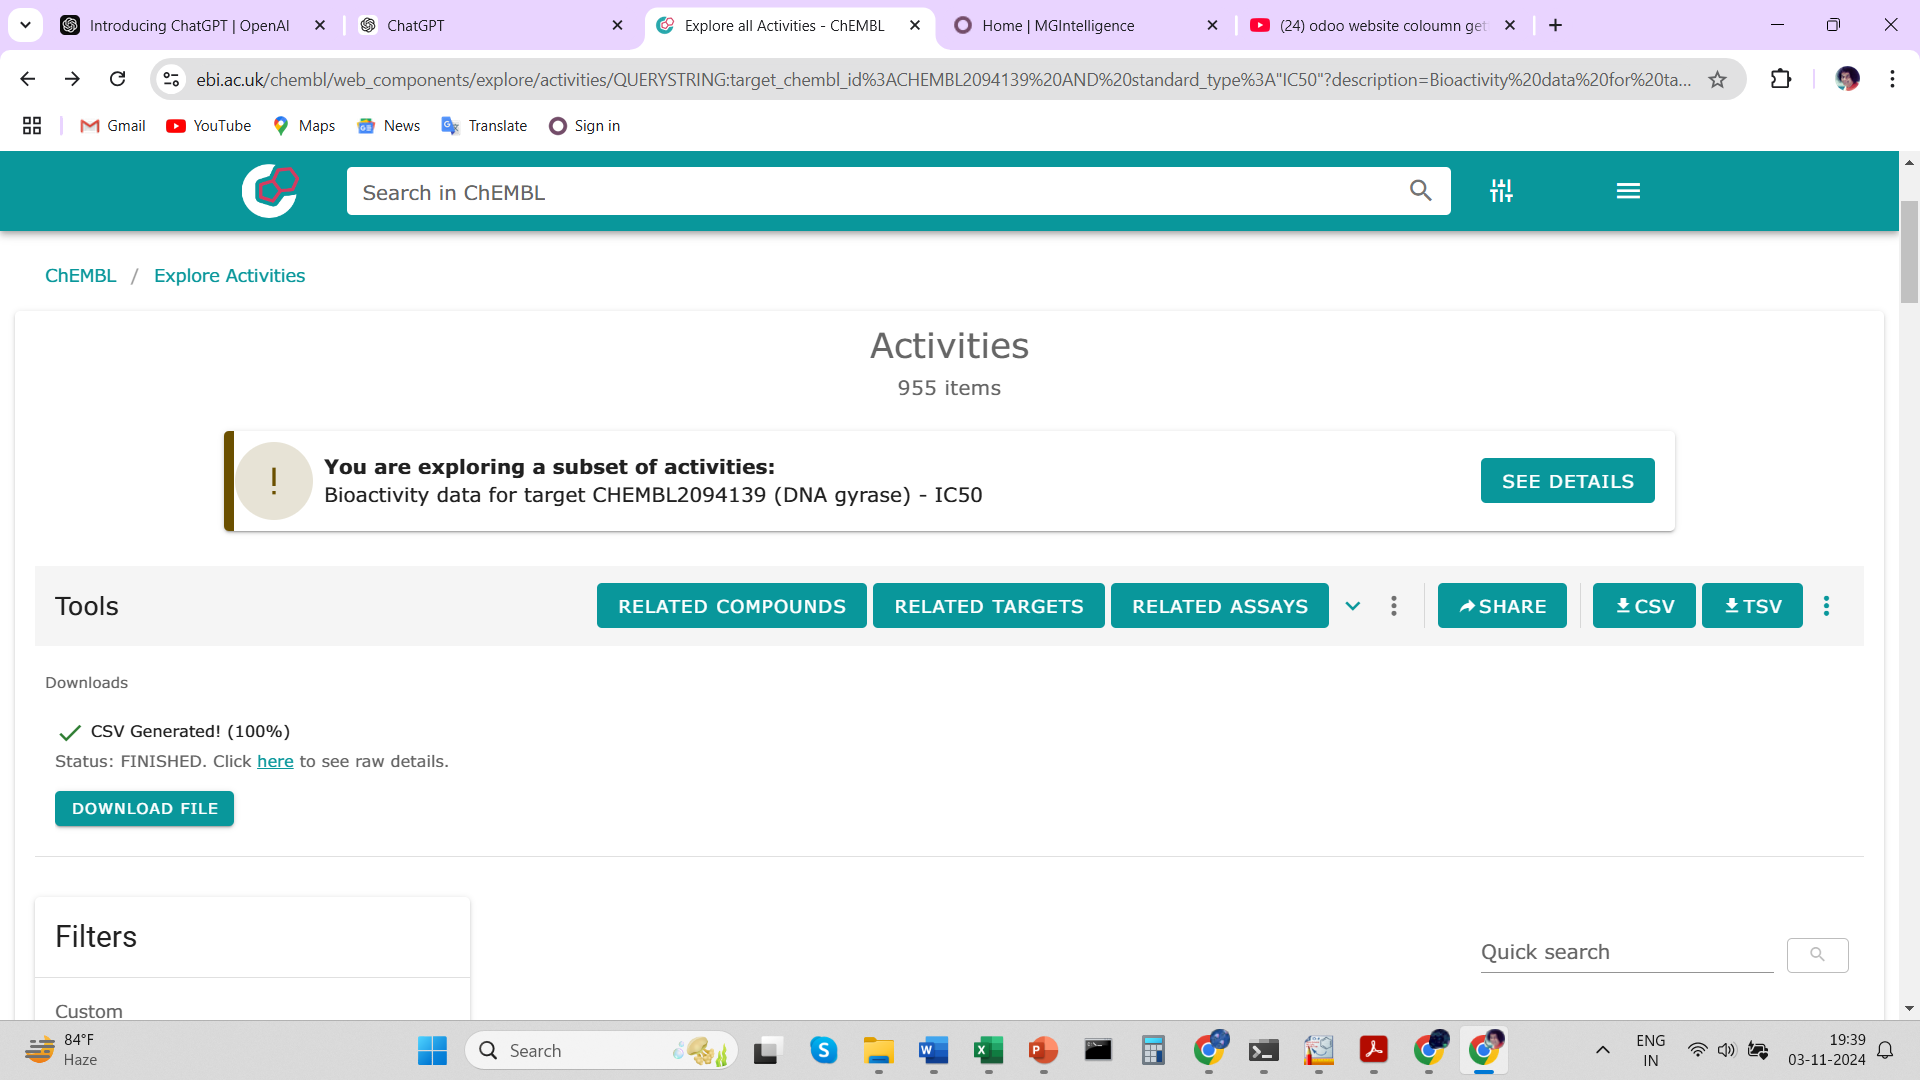 Introducing ChatGPT | OpenAI
ChatGPT
Explore all Activities - ChEMBL
Home | MGIntelligence
(24) odoo website coloumn get
ebi.ac.uk/chembl/web_components/explore/activities/QUERYSTRING:target_chembl_id%3ACHEMBL2094139%20AND%20standard_type%3A"IC50"?description=Bioactivity%20data%20for%20ta...
Gmail
YouTube
Maps
News
Translate
Sign in
Search in ChEMBL
ChEMBL / Explore Activities
Activities
955 items
!
You are exploring a subset of activities:
Bioactivity data for target CHEMBL2094139 (DNA gyrase) - IC50
SEE DETAILS
Tools
RELATED COMPOUNDS
RELATED TARGETS
RELATED ASSAYS
SHARE
CSV
TSV
Downloads
CSV Generated! (100%)
Status: FINISHED. Click here to see raw details.
DOWNLOAD FILE
Filters
Quick search
Custom
84°F
Haze
Search
ENG
IN
19:39
03-11-2024